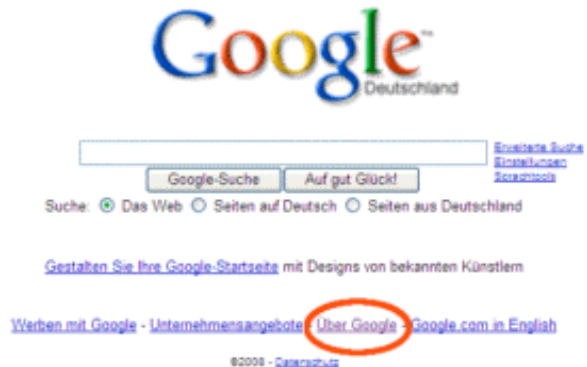 Google™
Deutschland
Erweiterte Suche
Einstellungen
Sprachtools
Google-Suche Auf gut Glück!
Suche: Das Web Seiten auf Deutsch Seiten aus Deutschland
Gestalten Sie Ihre Google-Startseite mit Designs von bekannten Künstlern
Werben mit Google - Unternehmensangebote - Über Google - Google.com in English
©2008 - Datenschutz